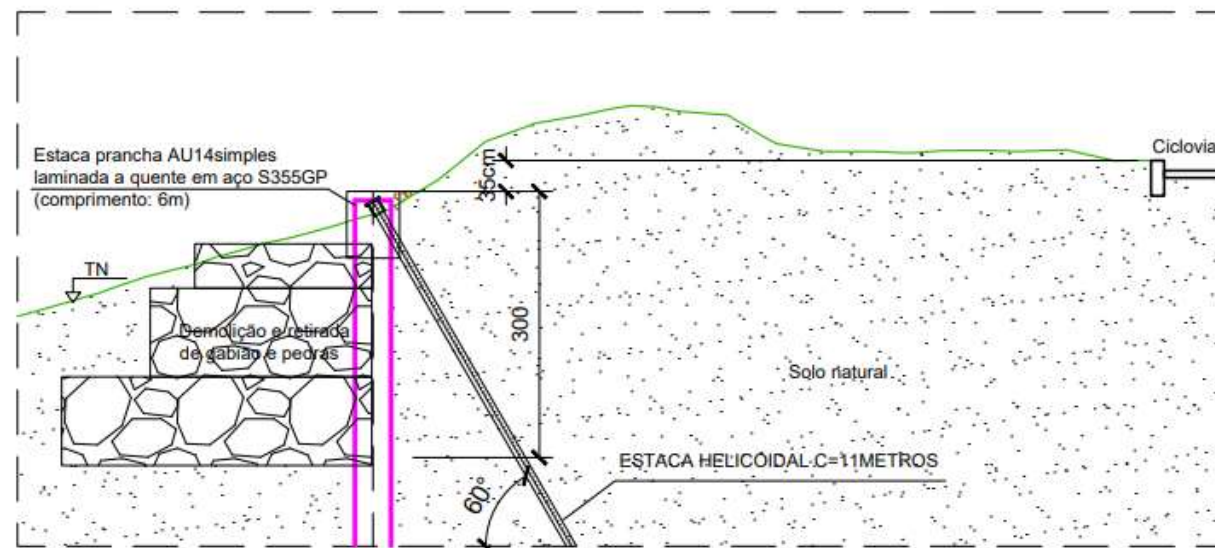 Estaca prancha AU14simples
laminada a quente em aço S355GP
(comprimento: 6m)
35cm
Ciclovia
TN
Demolição e retirada
de gabião e pedras
300
Solo natural
ESTACA HELICOIDAL C=11METROS
60°